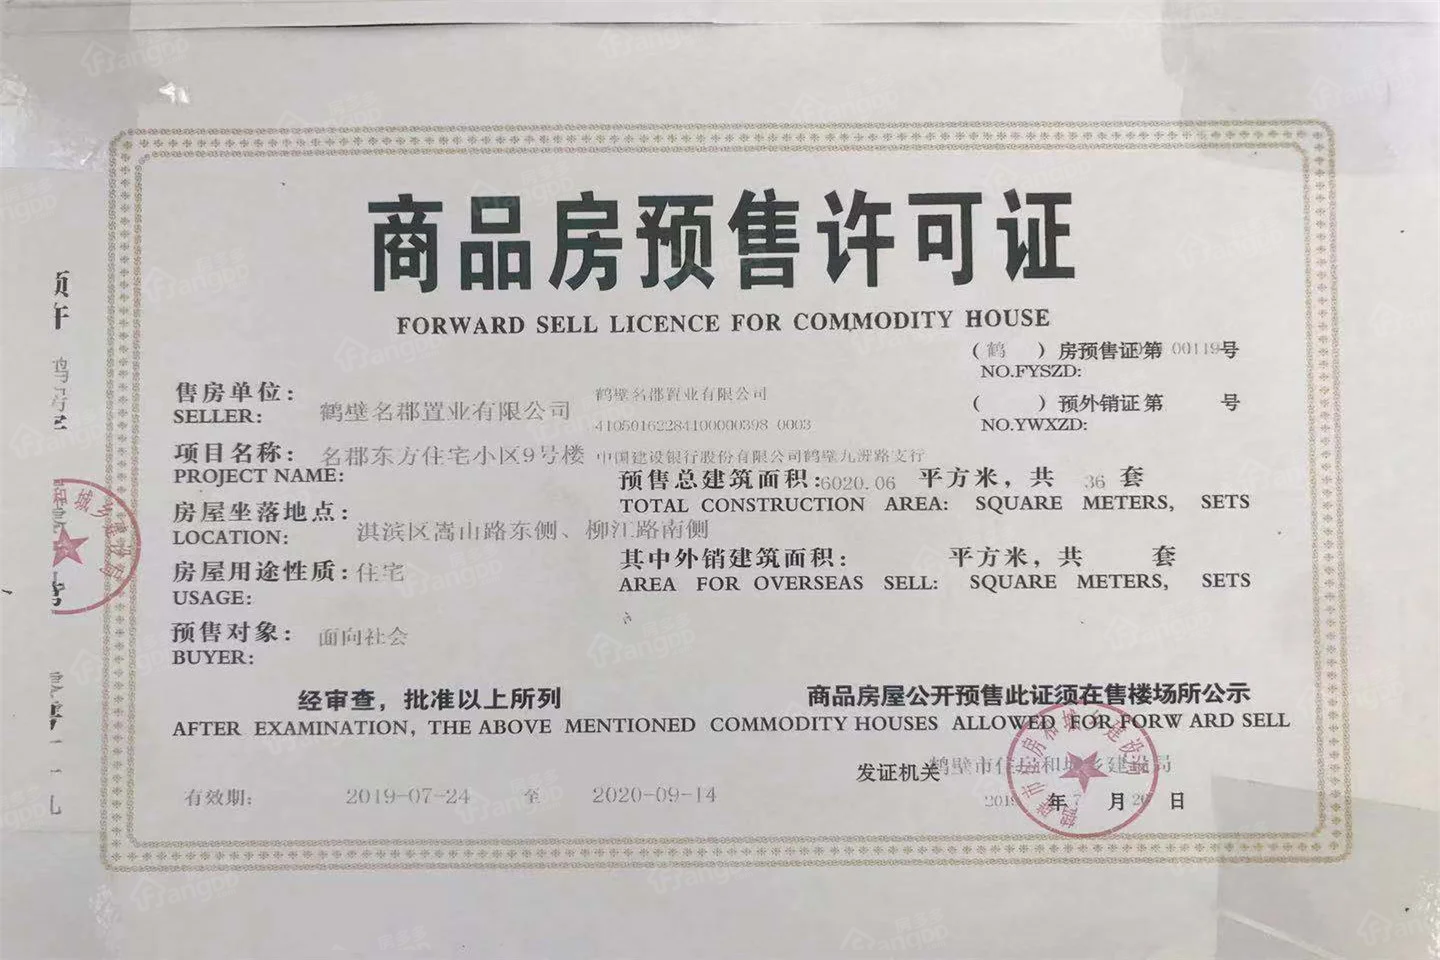 商品房预售许可证
FORWARD SELL LICENCE FOR COMMODITY HOUSE
(鹤 )房预售证第 00119号
NO.FYSZD:
( )预外销证第 号
NO.YWXZD:
售房单位: 鹤壁名郡置业有限公司
SELLER:
鹤壁名郡置业有限公司
41050162284100000398 0003
项目名称: 名郡东方住宅小区9号楼
PROJECT NAME:
中国建设银行股份有限公司鹤壁九洲路支行
预售总建筑面积:6020.06 平方米,共 36 套
TOTAL CONSTRUCTION AREA: SQUARE METERS, SETS
房屋坐落地点: 淇滨区嵩山路东侧、柳江路南侧
LOCATION:
其中外销建筑面积: 平方米,共 套
AREA FOR OVERSEAS SELL: SQUARE METERS, SETS
房屋用途性质: 住宅
USAGE:
预售对象: 面向社会
BUYER:
经审查,批准以上所列 商品房屋公开预售此证须在售楼场所公示
AFTER EXAMINATION, THE ABOVE MENTIONED COMMODITY HOUSES ALLOWED FOR FORW ARD SELL
发证机关 鹤壁市住房和城乡建设局
年 7 月 日
有效期: 2019-07-24 至 2020-09-14